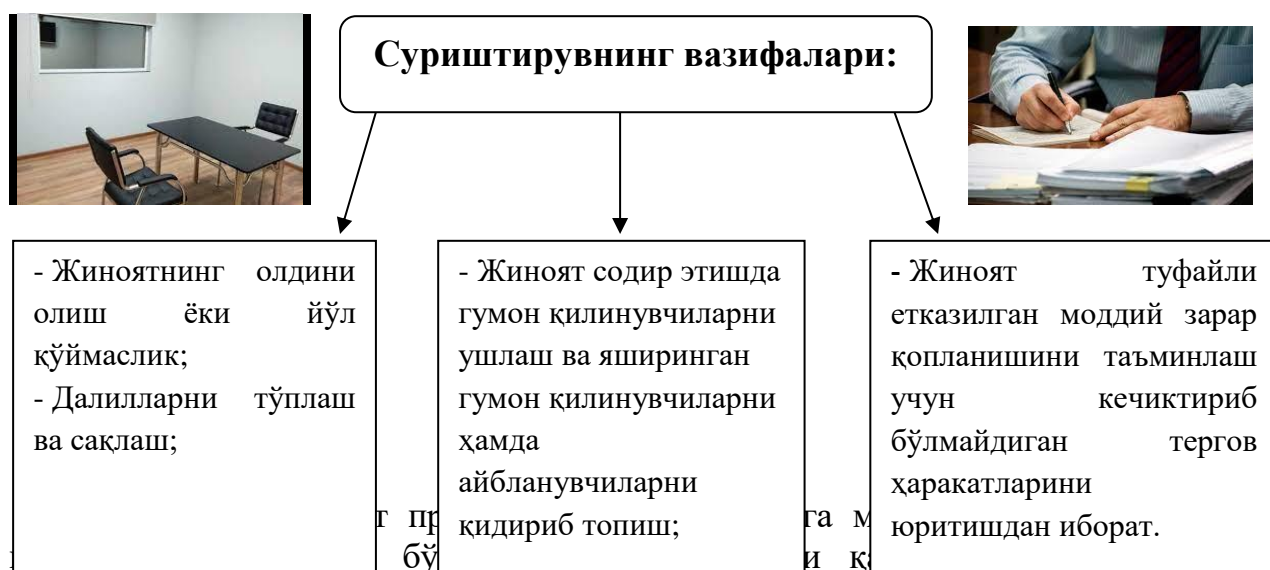 Суриштирувнинг вазифалари:
- Жиноятнинг олдини
олиш ёки йўл
қўймаслик;
- Далилларни тўплаш
ва сақлаш;
- Жиноят содир этишда
гумон қилинувчиларни
ушлаш ва яширинган
гумон қилинувчиларни
ҳамда
айбланувчиларни
қидириб топиш;
- Жиноят туфайли
етказилган моддий зарар
қопланишини таъминлаш
учун кечиктириб
бўлмайдиган тергов
ҳаракатларини
юритишдан иборат.